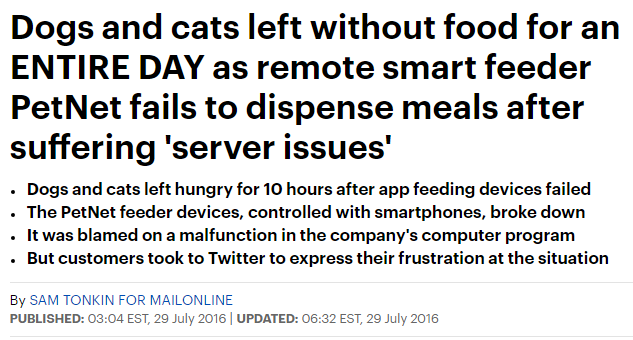 Dogs and cats left without food for an
ENTIRE DAY as remote smart feeder
PetNet fails to dispense meals after
suffering 'server issues'
• Dogs and cats left hungry for 10 hours after app feeding devices failed
• The PetNet feeder devices, controlled with smartphones, broke down
• It was blamed on a malfunction in the company's computer program
• But customers took to Twitter to express their frustration at the situation
By SAM TONKIN FOR MAILONLINE
PUBLISHED: 03:04 EST, 29 July 2016 | UPDATED: 06:32 EST, 29 July 2016